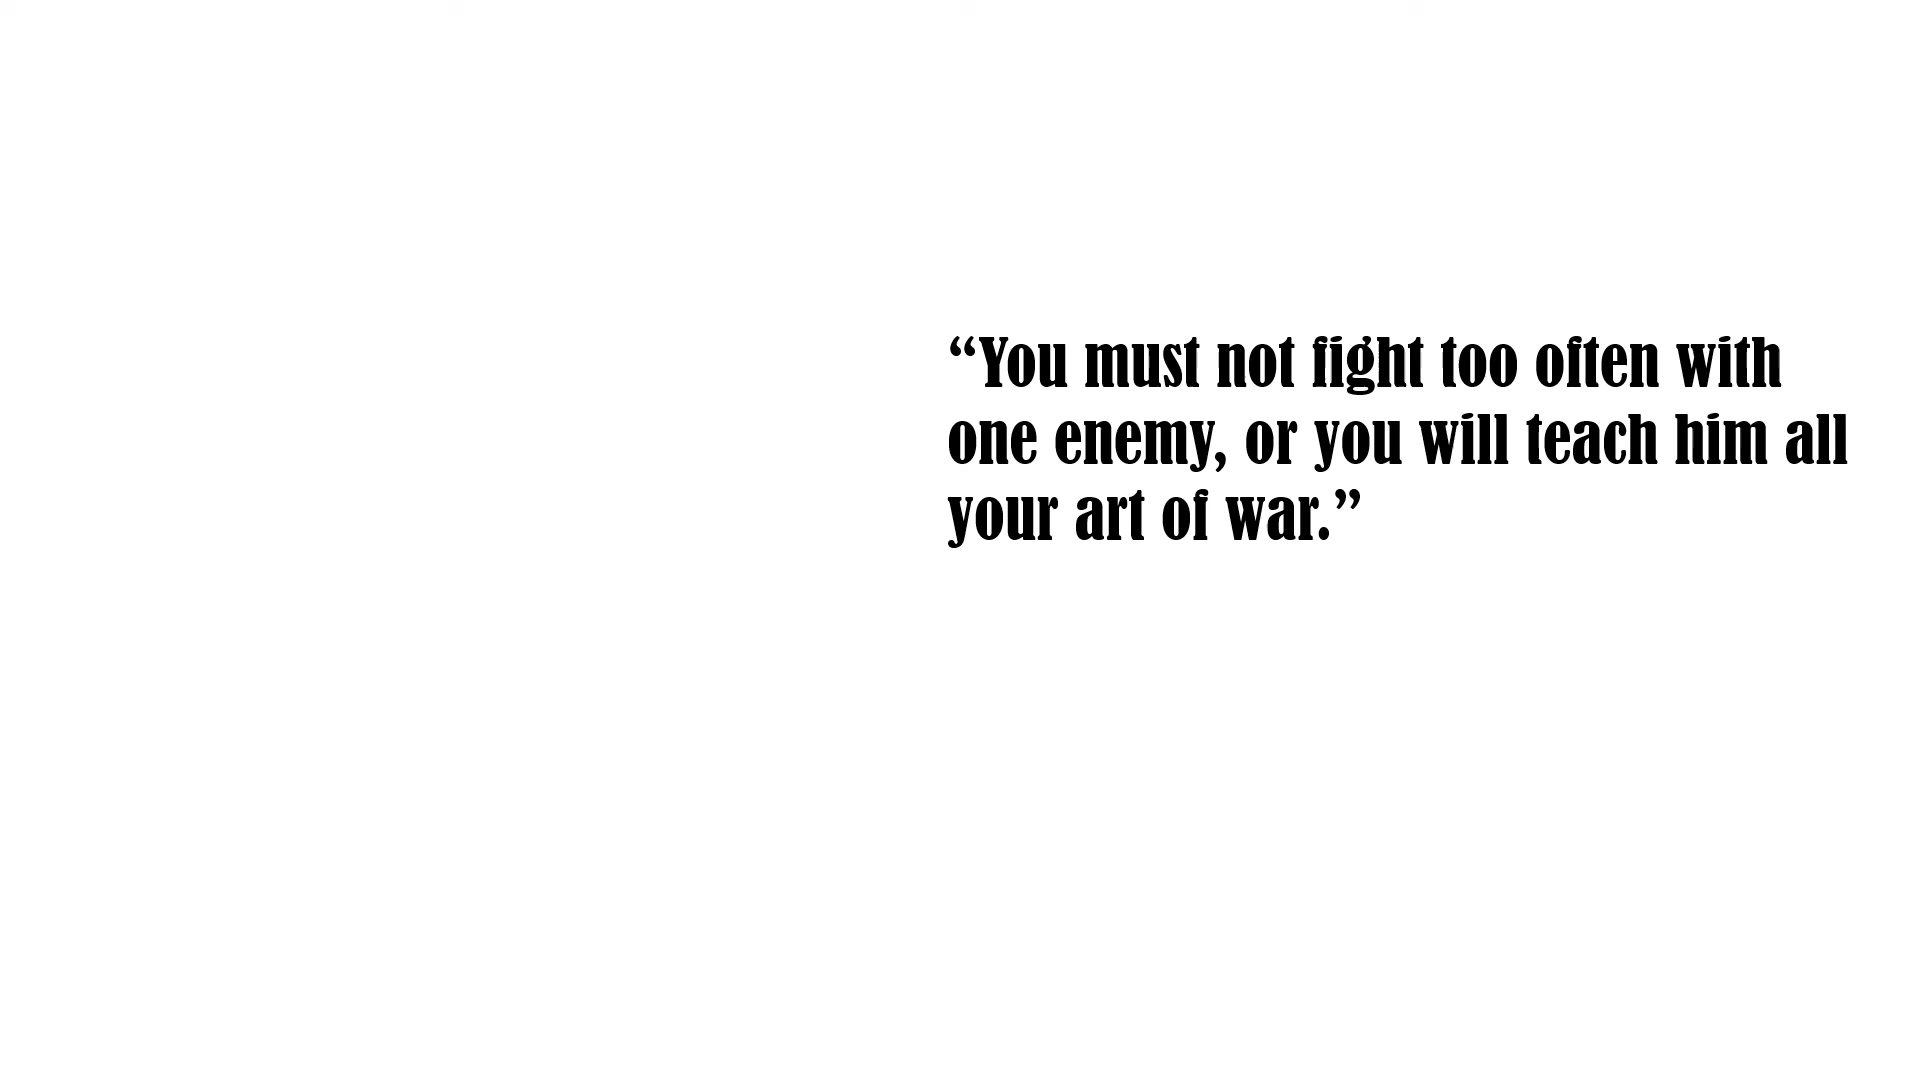 “You must not fight too often with
one enemy, or you will teach him all
your art of war.”